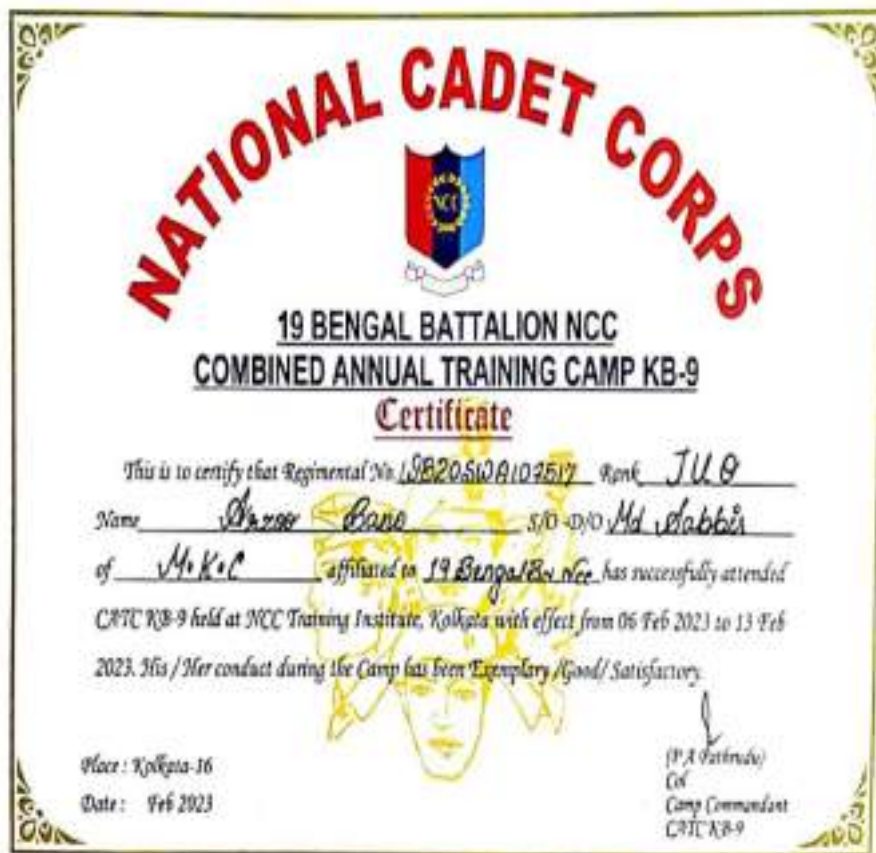 NATIONAL CADET CORPS
NCC
19 BENGAL BATTALION NCC
COMBINED ANNUAL TRAINING CAMP KB-9
Certificate
This is to certify that Regimental No. Rank JUO
Name Bano S/O -D/O Md Sabbir
of M.K.C affiliated to 19 Bengal Bn Ncc has successfully attended
CATC KB-9 held at NCC Training Institute, Kolkata with effect from 06 Feb 2023 to 13 Feb
2023. His / Her conduct during the Camp has been Exemplary /Good/ Satisfactory.
Place : Kolkata-16
Date : Feb 2023
(P A Pathrudu)
Col
Camp Commandant
CATC KB-9